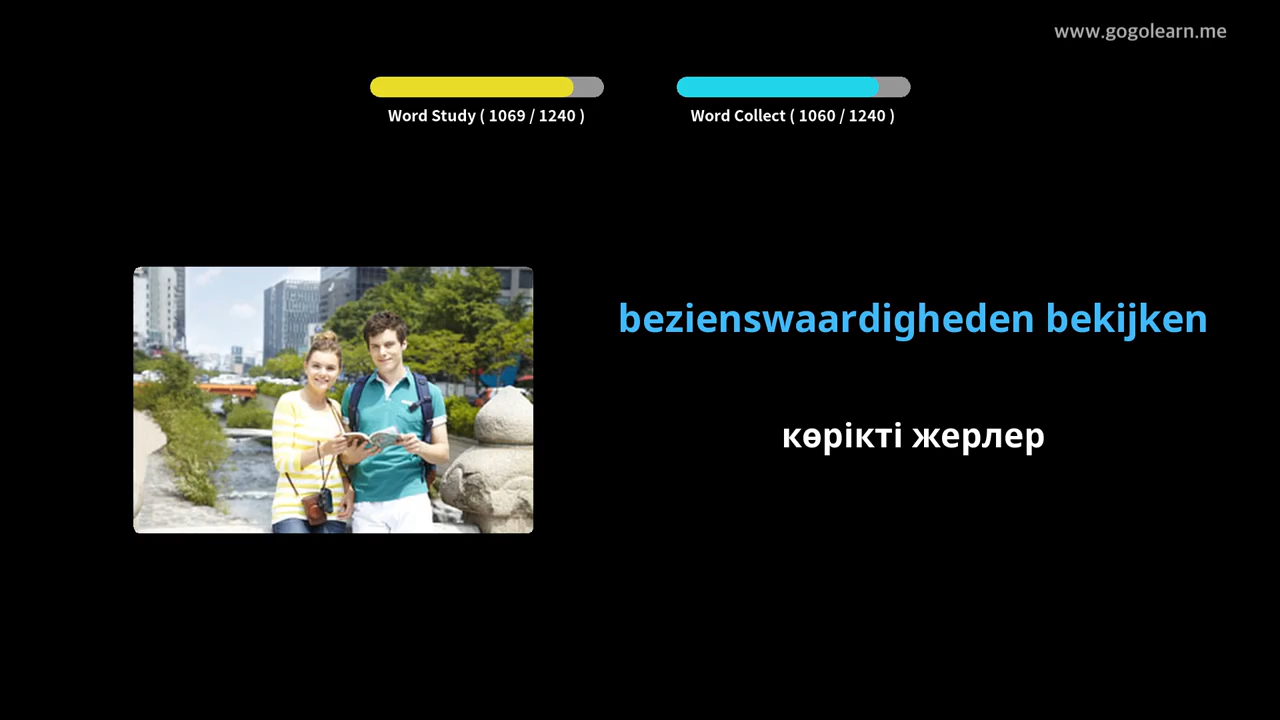 www.gogolearn.me
Word Study ( 1069 / 1240 )
Word Collect ( 1060 / 1240 )
bezienswaardigheden bekijken
көрікті жерлер